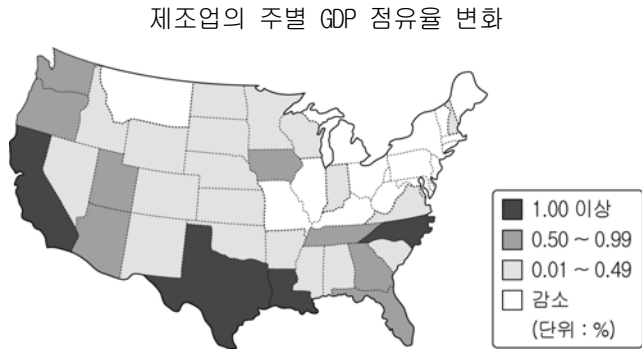 제조업의 주별 GDP 점유율 변화
1.00 이상
0.50 ~ 0.99
0.01 ~ 0.49
감소
(단위 : %)